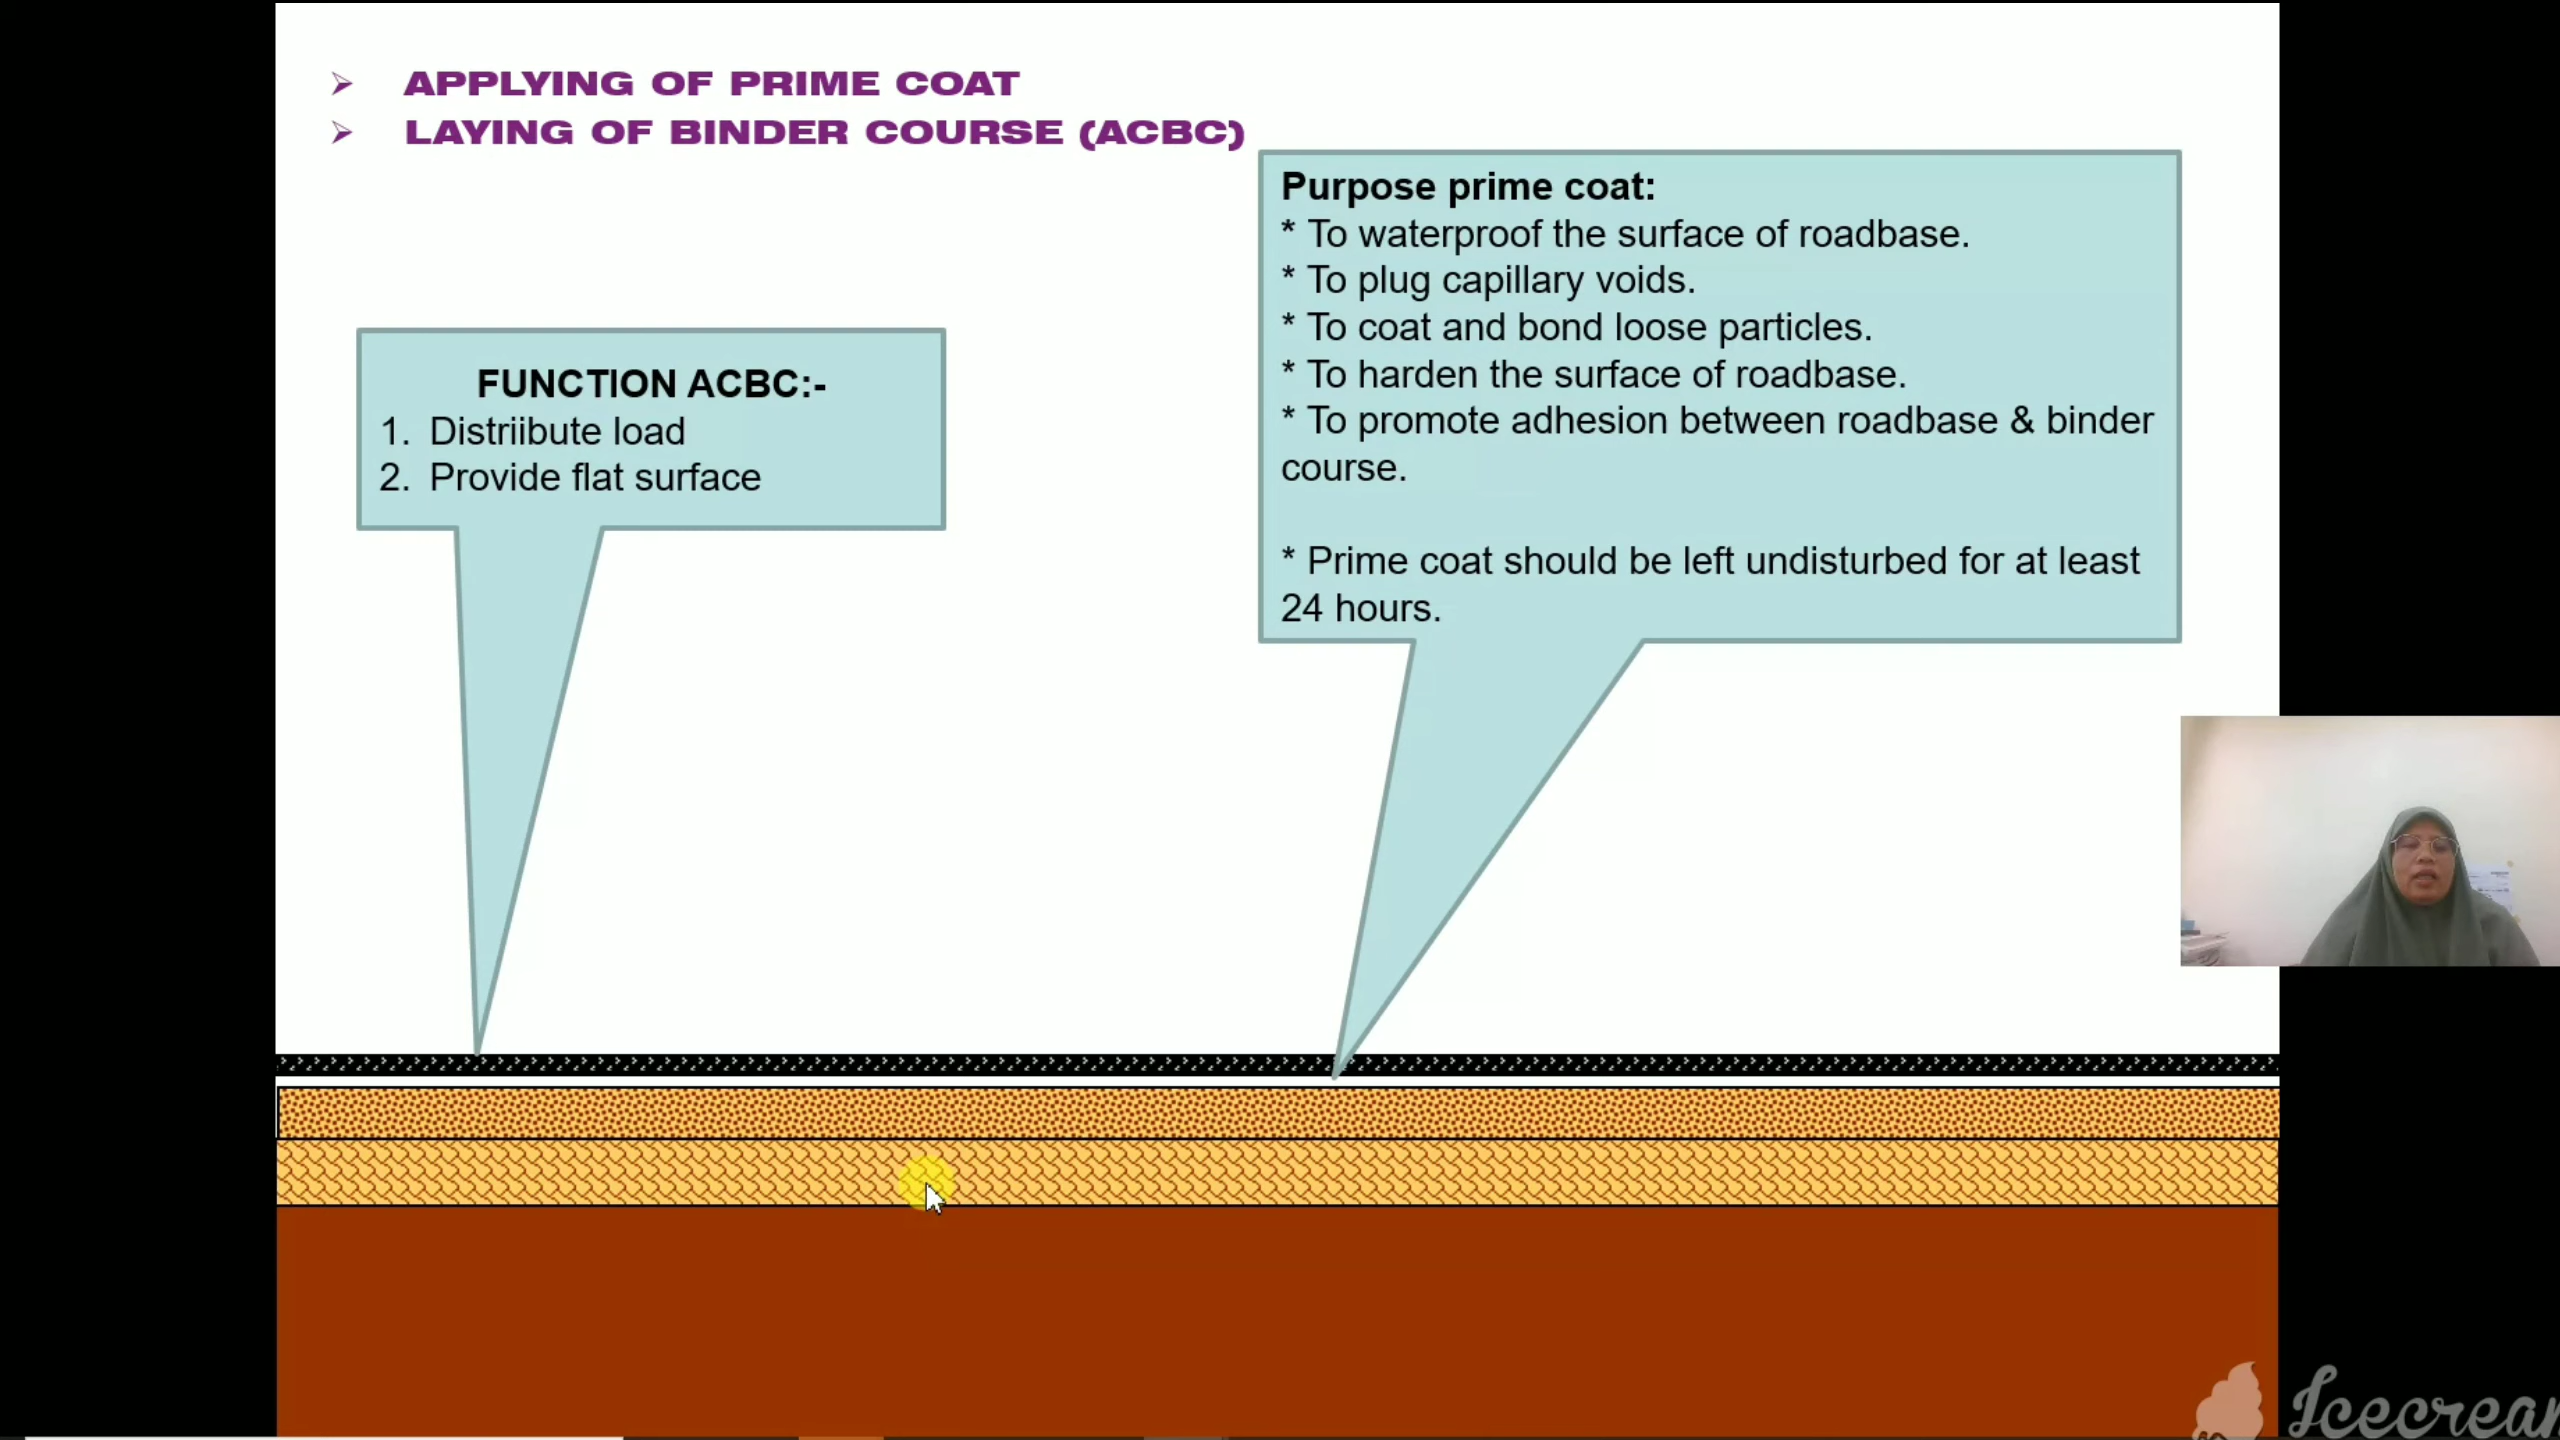 APPLYING OF PRIME COAT
LAYING OF BINDER COURSE (ACBC)
FUNCTION ACBC:-
1. Distriibute load
2. Provide flat surface
Purpose prime coat:
* To waterproof the surface of roadbase.
* To plug capillary voids.
* To coat and bond loose particles.
* To harden the surface of roadbase.
* To promote adhesion between roadbase & binder
course.
* Prime coat should be left undisturbed for at least
24 hours.